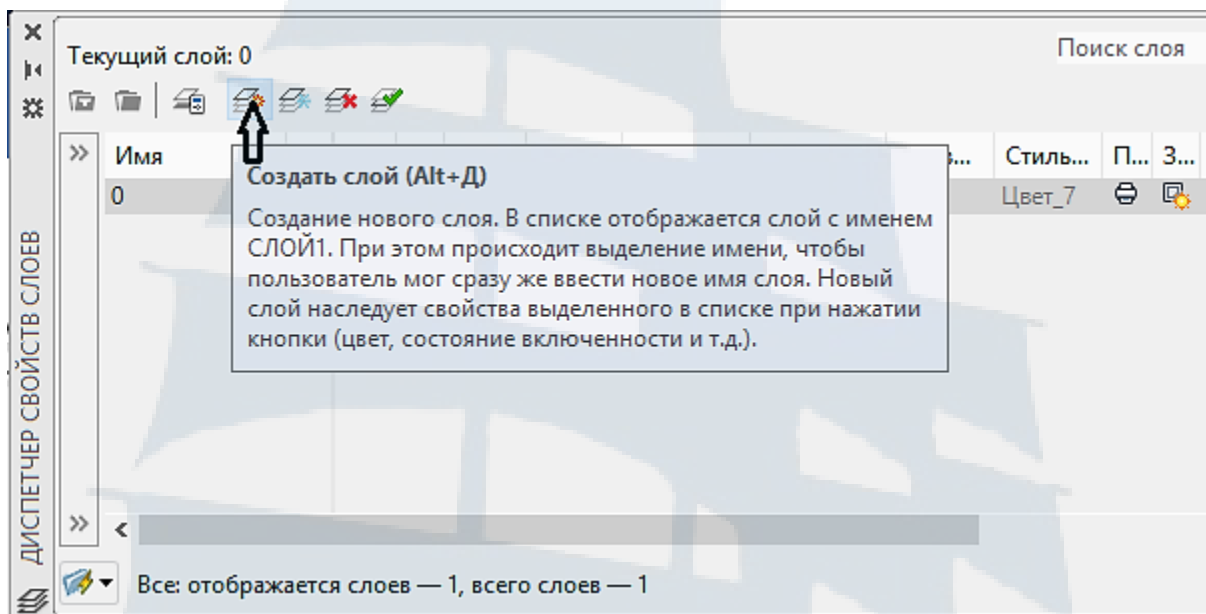 Текущий слой: 0
Поиск слоя
Имя
в...
Стиль...
П...
З...
0
Цвет_7
Создать слой (Alt+Д)
Создание нового слоя. В списке отображается слой с именем
СЛОЙ1. При этом происходит выделение имени, чтобы
пользователь мог сразу же ввести новое имя слоя. Новый
слой наследует свойства выделенного в списке при нажатии
кнопки (цвет, состояние включенности и т.д.).
ДИСПЕТЧЕР СВОЙСТВ СЛОЕВ
Все: отображается слоев — 1, всего слоев — 1